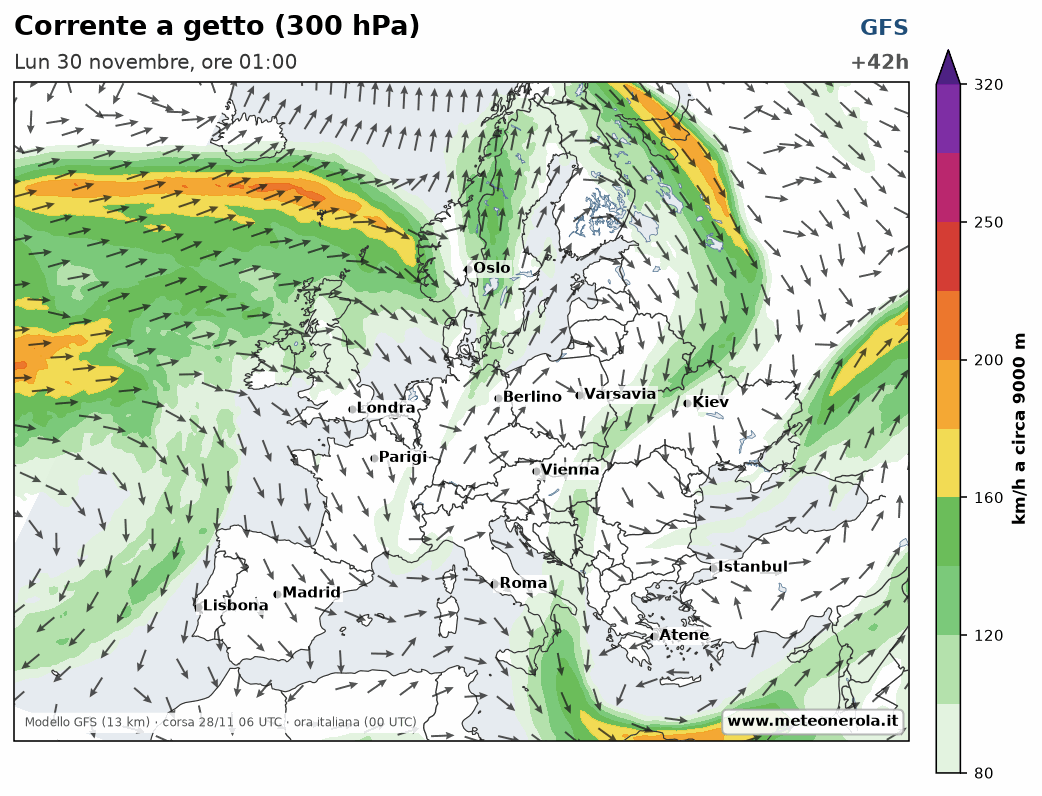 Corrente a getto (300 hPa)
GFS
Lun 30 novembre, ore 01:00
+42h
320
250
200
160
120
80
km/h a circa 9000 m
Oslo
Berlino
Varsavia
Kiev
Londra
Parigi
Vienna
Istanbul
Roma
Madrid
Lisbona
Atene
Modello GFS (13 km) · corsa 28/11 06 UTC · ora italiana (00 UTC)
www.meteonerola.it